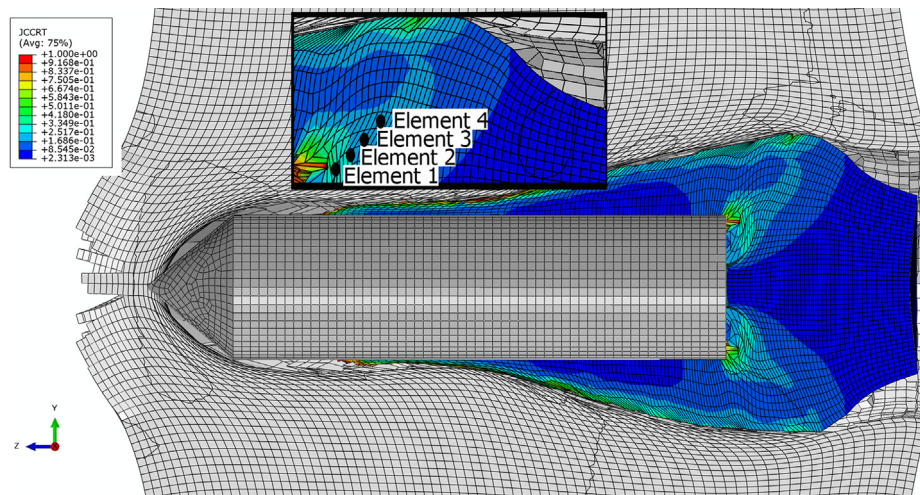 JCCRT
(Avg: 75%)
+1.000e+00
+9.168e-01
+8.337e-01
+7.505e-01
+6.674e-01
+5.843e-01
+5.011e-01
+4.180e-01
+3.349e-01
+2.517e-01
+1.686e-01
+8.545e-02
+2.313e-03
Element 4
Element 3
Element 2
Element 1
Y
Z